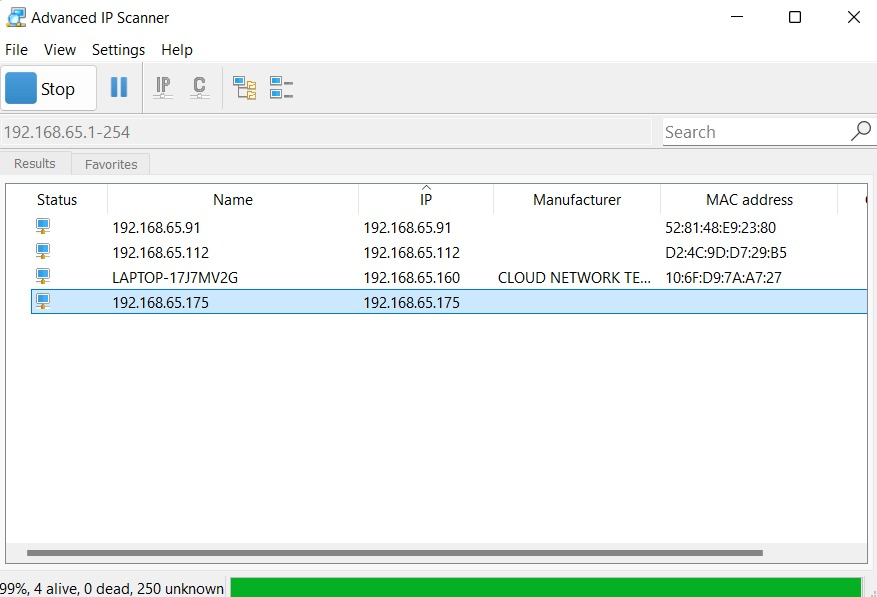 Advanced IP Scanner
File View Settings Help
Stop IP C
192.168.65.1-254 Search
Results Favorites
Status Name IP Manufacturer MAC address
192.168.65.91 192.168.65.91 52:81:48:E9:23:80
192.168.65.112 192.168.65.112 D2:4C:9D:D7:29:B5
LAPTOP-17J7MV2G 192.168.65.160 CLOUD NETWORK TE... 10:6F:D9:7A:A7:27
192.168.65.175 192.168.65.175
99%, 4 alive, 0 dead, 250 unknown